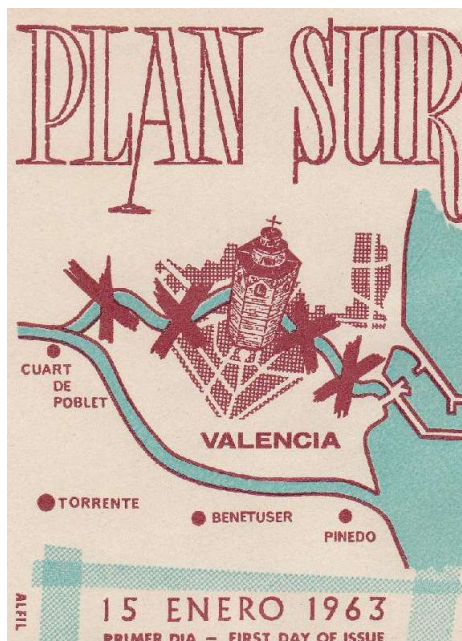 PLAN SUR
CUART
DE
POBLET
VALENCIA
TORRENTE
BENETUSER
PINEDO
ALFIL
15 ENERO 1963
PRIMER DIA – FIRST DAY OF ISSUE